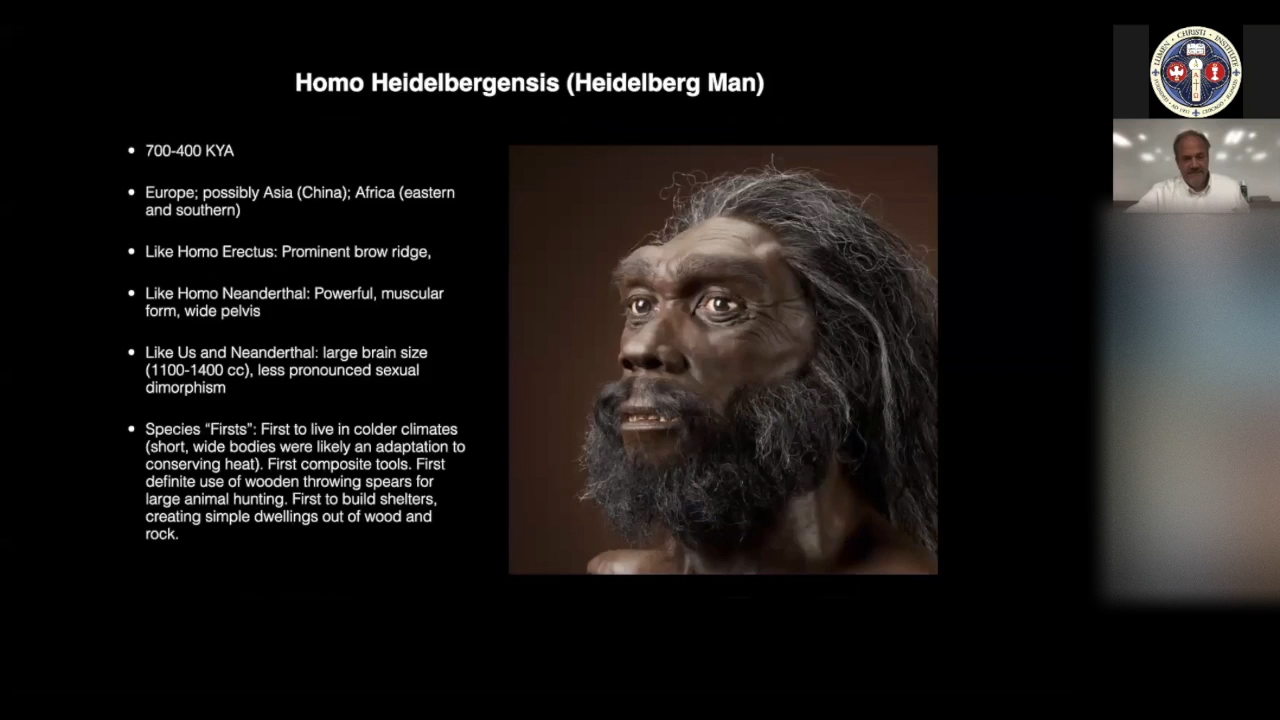 Homo Heidelbergensis (Heidelberg Man)
• 700-400 KYA
• Europe; possibly Asia (China); Africa (eastern
and southern)
• Like Homo Erectus: Prominent brow ridge,
• Like Homo Neanderthal: Powerful, muscular
form, wide pelvis
• Like Us and Neanderthal: large brain size
(1100-1400 cc), less pronounced sexual
dimorphism
• Species “Firsts”: First to live in colder climates
(short, wide bodies were likely an adaptation to
conserving heat). First composite tools. First
definite use of wooden throwing spears for
large animal hunting. First to build shelters,
creating simple dwellings out of wood and
rock.
LUMEN • CHRISTI • INSTITUTE